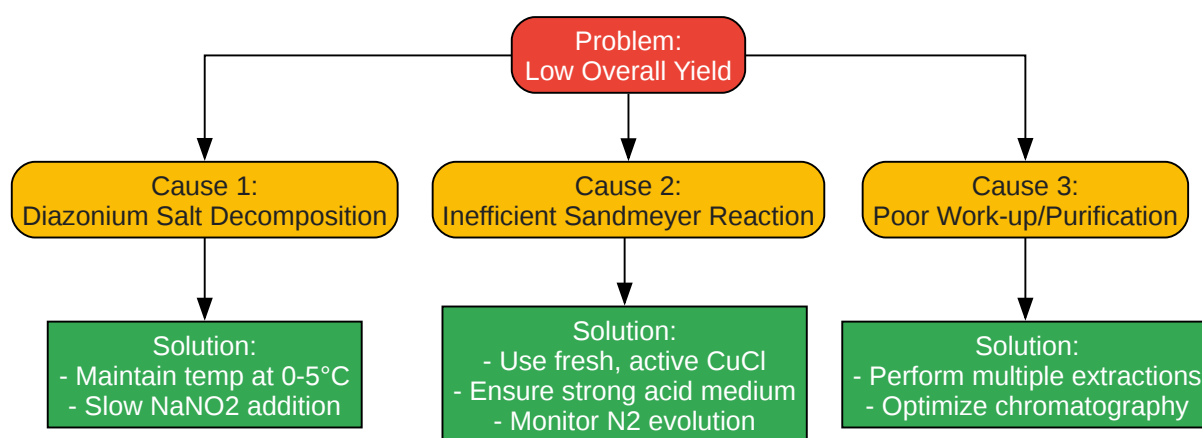 Problem:
Low Overall Yield
Cause 1:
Diazonium Salt Decomposition
Cause 2:
Inefficient Sandmeyer Reaction
Cause 3:
Poor Work-up/Purification
Solution:
- Maintain temp at 0-5°C
- Slow NaNO2 addition
Solution:
- Use fresh, active CuCl
- Ensure strong acid medium
- Monitor N2 evolution
Solution:
- Perform multiple extractions
- Optimize chromatography